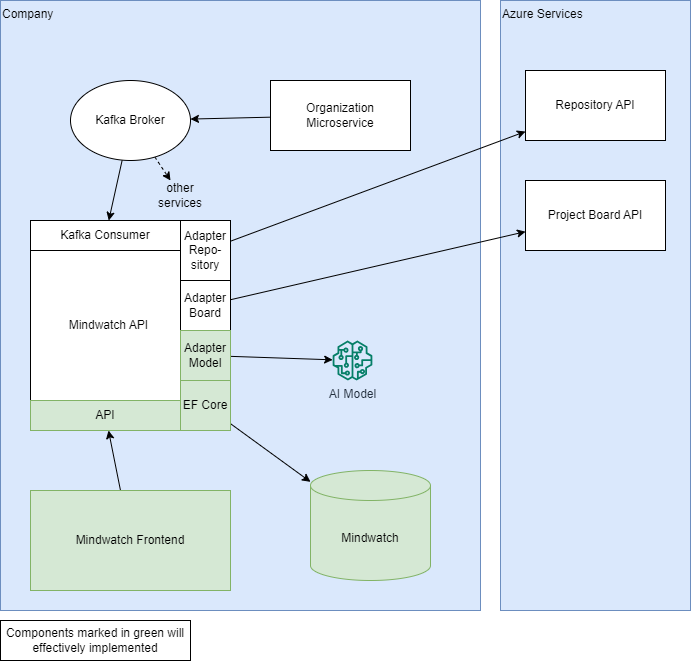 Company
Azure Services
Kafka Broker
Organization
Microservice
Repository API
other
services
Project Board API
Kafka Consumer
Adapter
Repo-
sitory
Mindwatch API
Adapter
Board
Adapter
Model
AI Model
API
EF Core
Mindwatch Frontend
Mindwatch
Components marked in green will
effectively implemented